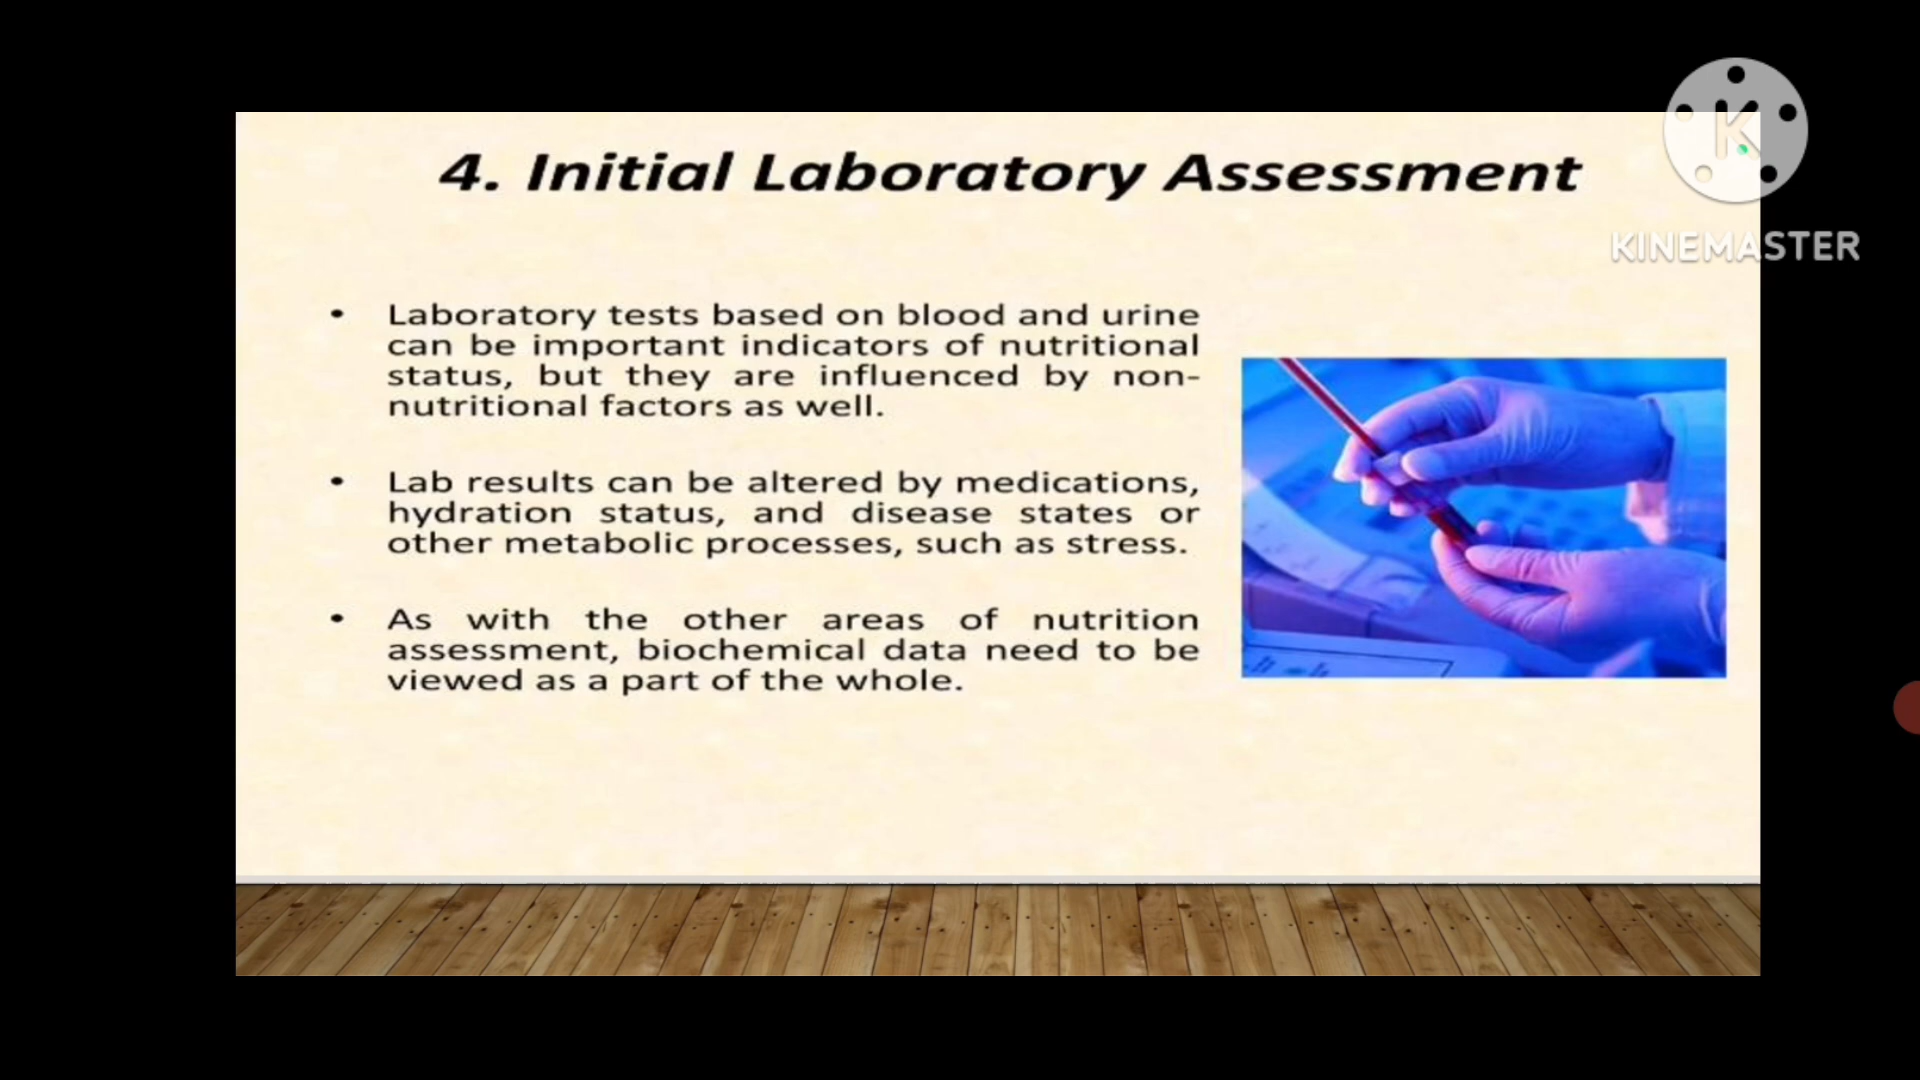 4. Initial Laboratory Assessment
K
KINEMASTER
• Laboratory tests based on blood and urine
can be important indicators of nutritional
status, but they are influenced by non-
nutritional factors as well.
• Lab results can be altered by medications,
hydration status, and disease states or
other metabolic processes, such as stress.
• As with the other areas of nutrition
assessment, biochemical data need to be
viewed as a part of the whole.